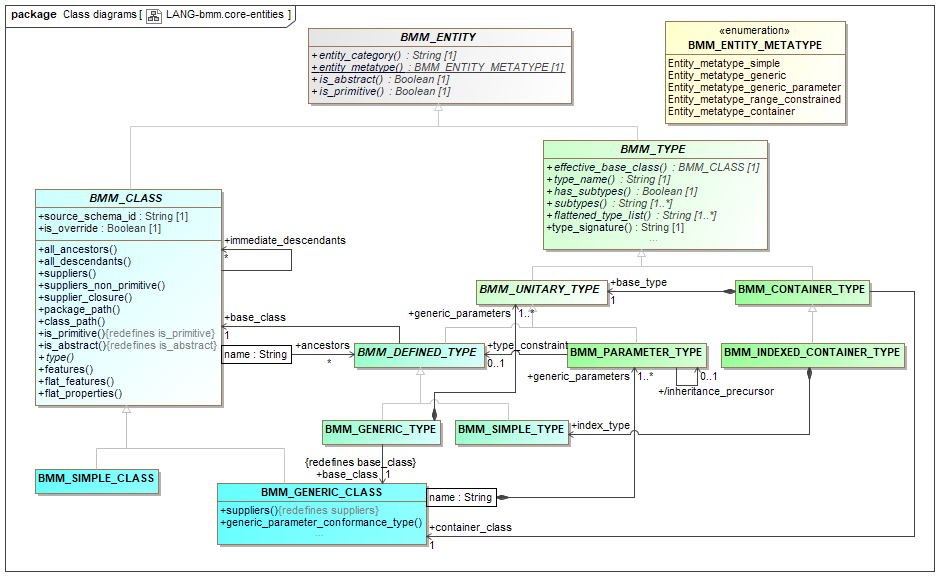 package Class diagrams [ LANG-bmm.core-entities ]
BMM_ENTITY
+entity_category() : String [1]
+entity_metatype() : BMM_ENTITY_METATYPE [1]
+is_abstract() : Boolean [1]
+is_primitive() : Boolean [1]
«enumeration»
BMM_ENTITY_METATYPE
Entity_metatype_simple
Entity_metatype_generic
Entity_metatype_generic_parameter
Entity_metatype_range_constrained
Entity_metatype_container
BMM_TYPE
+effective_base_class() : BMM_CLASS [1]
+type_name() : String [1]
+has_subtypes() : Boolean [1]
+subtypes() : String [1..*]
+flattened_type_list() : String [1..*]
+type_signature() : String [1]
...
BMM_CLASS
+source_schema_id : String [1]
+is_override : Boolean [1]
+all_ancestors()
+all_descendants()
+suppliers()
+suppliers_non_primitive()
+supplier_closure()
+package_path()
+class_path()
+is_primitive(){redefines is_primitive}
+is_abstract(){redefines is_abstract}
+type()
+features()
+flat_features()
+flat_properties()
+immediate_descendants
*
BMM_UNITARY_TYPE
+base_type
1
BMM_CONTAINER_TYPE
+generic_parameters
1..*
+base_class
1
name : String
+ancestors
*
BMM_DEFINED_TYPE
+type_constraint
0..1
BMM_PARAMETER_TYPE
BMM_INDEXED_CONTAINER_TYPE
+generic_parameters
1..*
0..1
+/inheritance_precursor
BMM_GENERIC_TYPE
BMM_SIMPLE_TYPE
+index_type
{redefines base_class}
+base_class
1
BMM_SIMPLE_CLASS
BMM_GENERIC_CLASS
+suppliers(){redefines suppliers}
+generic_parameter_conformance_type()
...
name : String
+container_class
1